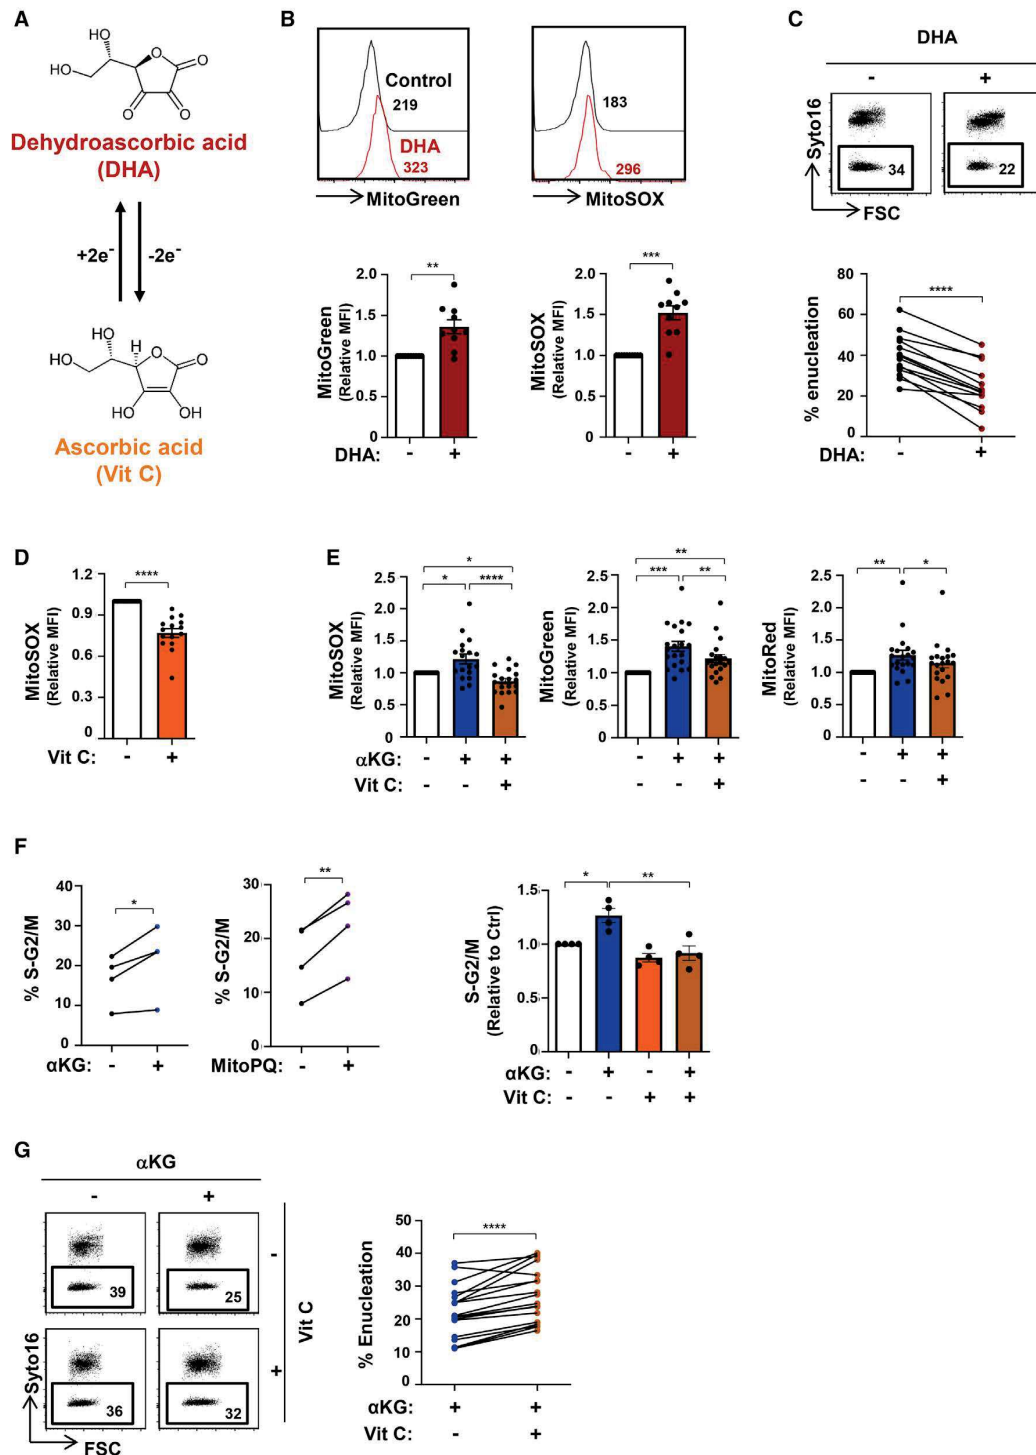 A
HO
HO
O
O
O
O
Dehydroascorbic acid
(DHA)
+2e-
-2e-
HO
HO
H
O
O
HO
OH
Ascorbic acid
(Vit C)
B
Control
219
DHA
323
MitoGreen
183
296
MitoSOX
**
2.0
1.5
1.0
0.5
0
MitoGreen
(Relative MFI)
DHA:
-
+
***
2.0
1.5
1.0
0.5
0
MitoSOX
(Relative MFI)
-
+
C
DHA
-
+
Syto16
34
22
FSC
****
80
60
40
20
0
% enucleation
DHA:
-
+
D
****
1.2
0.9
0.6
0.3
0
MitoSOX
(Relative MFI)
Vit C:
-
+
E
*
*
****
2.5
2.0
1.5
1.0
0.5
0
MitoSOX
(Relative MFI)
αKG:
-
+
+
Vit C:
-
-
+
**
***
**
2.5
2.0
1.5
1.0
0.5
0
MitoGreen
(Relative MFI)
-
+
+
-
-
+
**
*
2.5
2.0
1.5
1.0
0.5
0
MitoRed
(Relative MFI)
-
+
+
-
-
+
F
*
40
30
20
10
0
% S-G2/M
αKG:
-
+
**
30
20
10
0
% S-G2/M
MitoPQ:
-
+
*
**
1.5
1.0
0.5
0
S-G2/M
(Relative to Ctrl)
αKG:
-
+
-
+
Vit C:
-
-
+
+
G
αKG
-
+
39
25
-
Vit C
36
32
+
Syto16
FSC
****
50
40
30
20
10
0
% Enucleation
αKG:
+
+
Vit C:
-
+